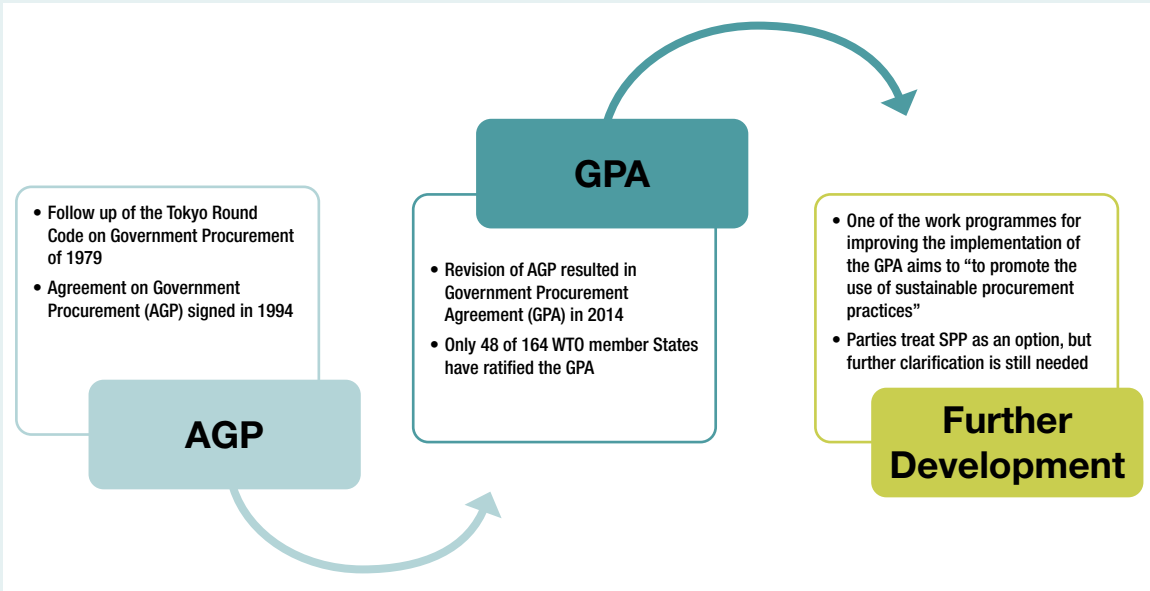 • Follow up of the Tokyo Round
Code on Government Procurement
of 1979
• Agreement on Government
Procurement (AGP) signed in 1994
AGP
GPA
• Revision of AGP resulted in
Government Procurement
Agreement (GPA) in 2014
• Only 48 of 164 WTO member States
have ratified the GPA
• One of the work programmes for
improving the implementation of
the GPA aims to “to promote the
use of sustainable procurement
practices”
• Parties treat SPP as an option, but
further clarification is still needed
Further
Development